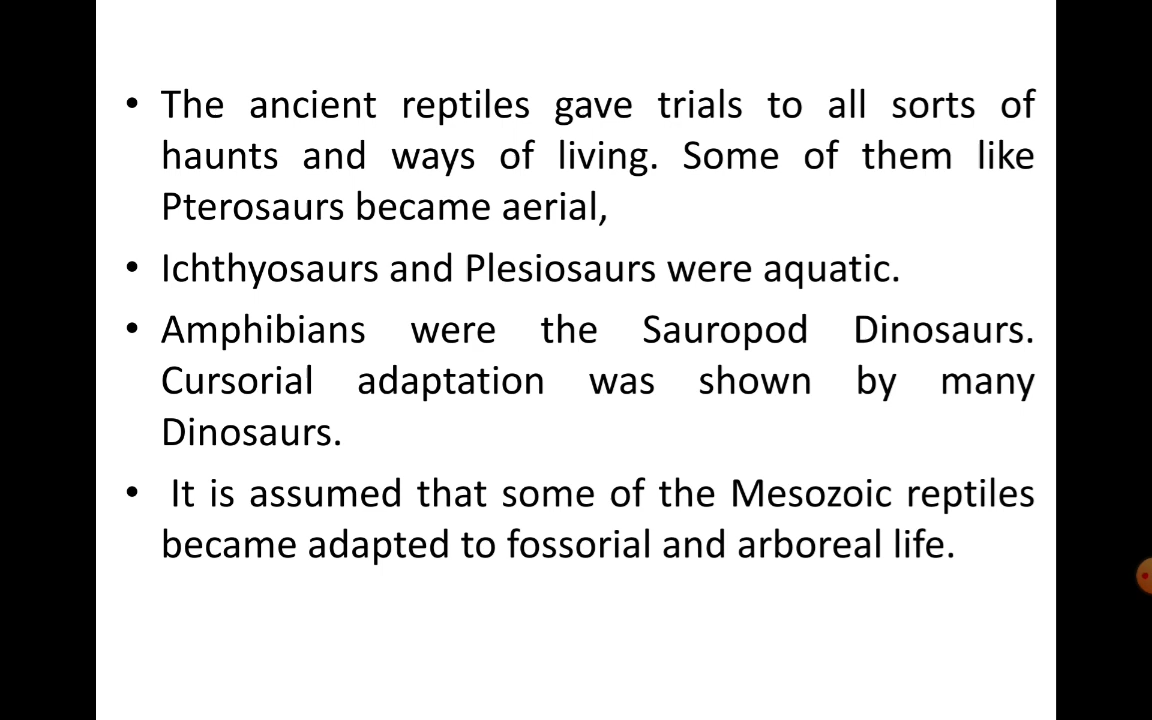 • The ancient reptiles gave trials to all sorts of
haunts and ways of living. Some of them like
Pterosaurs became aerial,
• Ichthyosaurs and Plesiosaurs were aquatic.
• Amphibians were the Sauropod Dinosaurs.
Cursorial adaptation was shown by many
Dinosaurs.
• It is assumed that some of the Mesozoic reptiles
became adapted to fossorial and arboreal life.